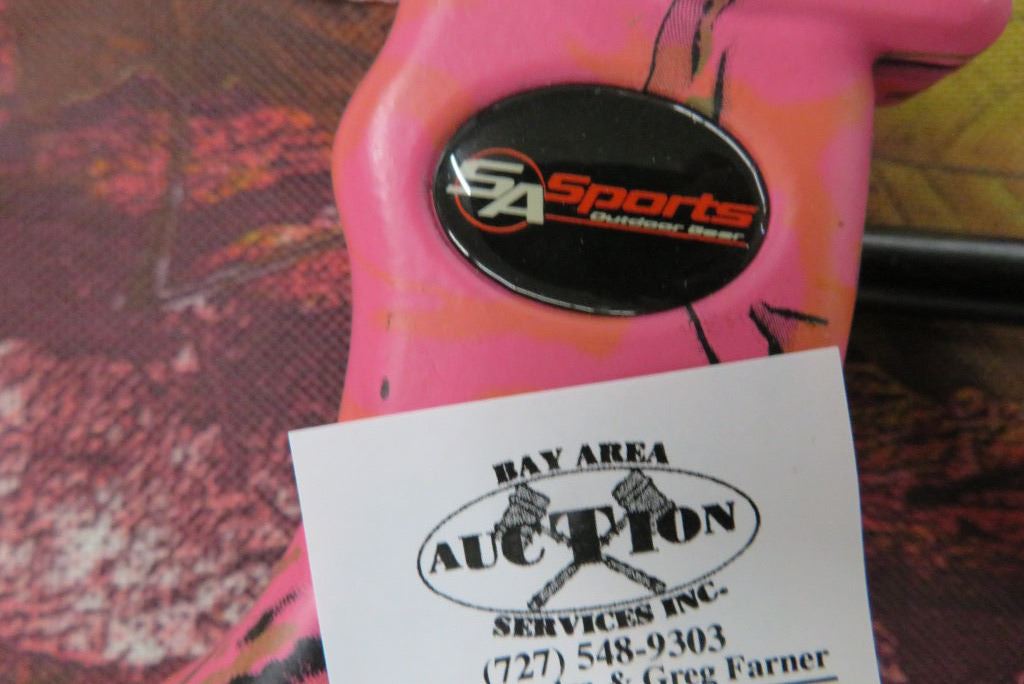 SA Sports
Outdoor Gear
BAY AREA
AUCTION
SERVICES INC-
(727) 548-9303
& Greg Farner